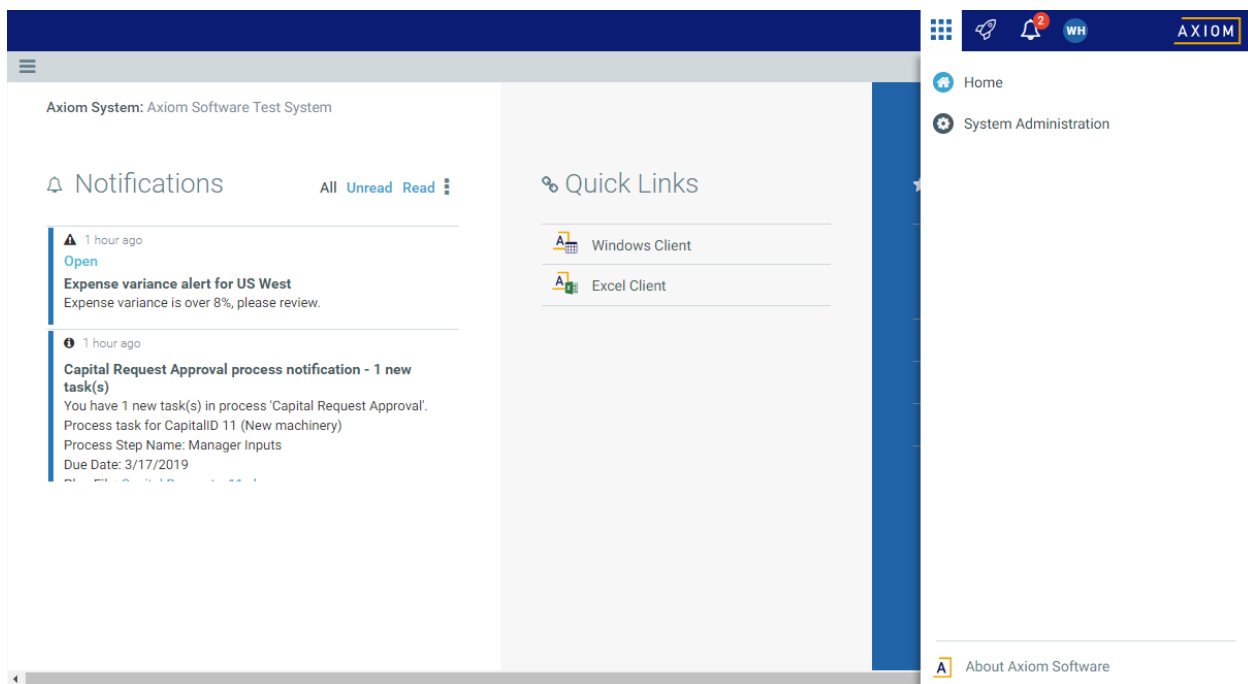 2
WH
AXIOM
Home
System Administration
Axiom System: Axiom Software Test System
Notifications
All Unread Read
1 hour ago
Open
Expense variance alert for US West
Expense variance is over 8%, please review.
1 hour ago
Capital Request Approval process notification - 1 new
task(s)
You have 1 new task(s) in process 'Capital Request Approval'.
Process task for CapitalID 11 (New machinery)
Process Step Name: Manager Inputs
Due Date: 3/17/2019
Quick Links
Windows Client
Excel Client
A About Axiom Software